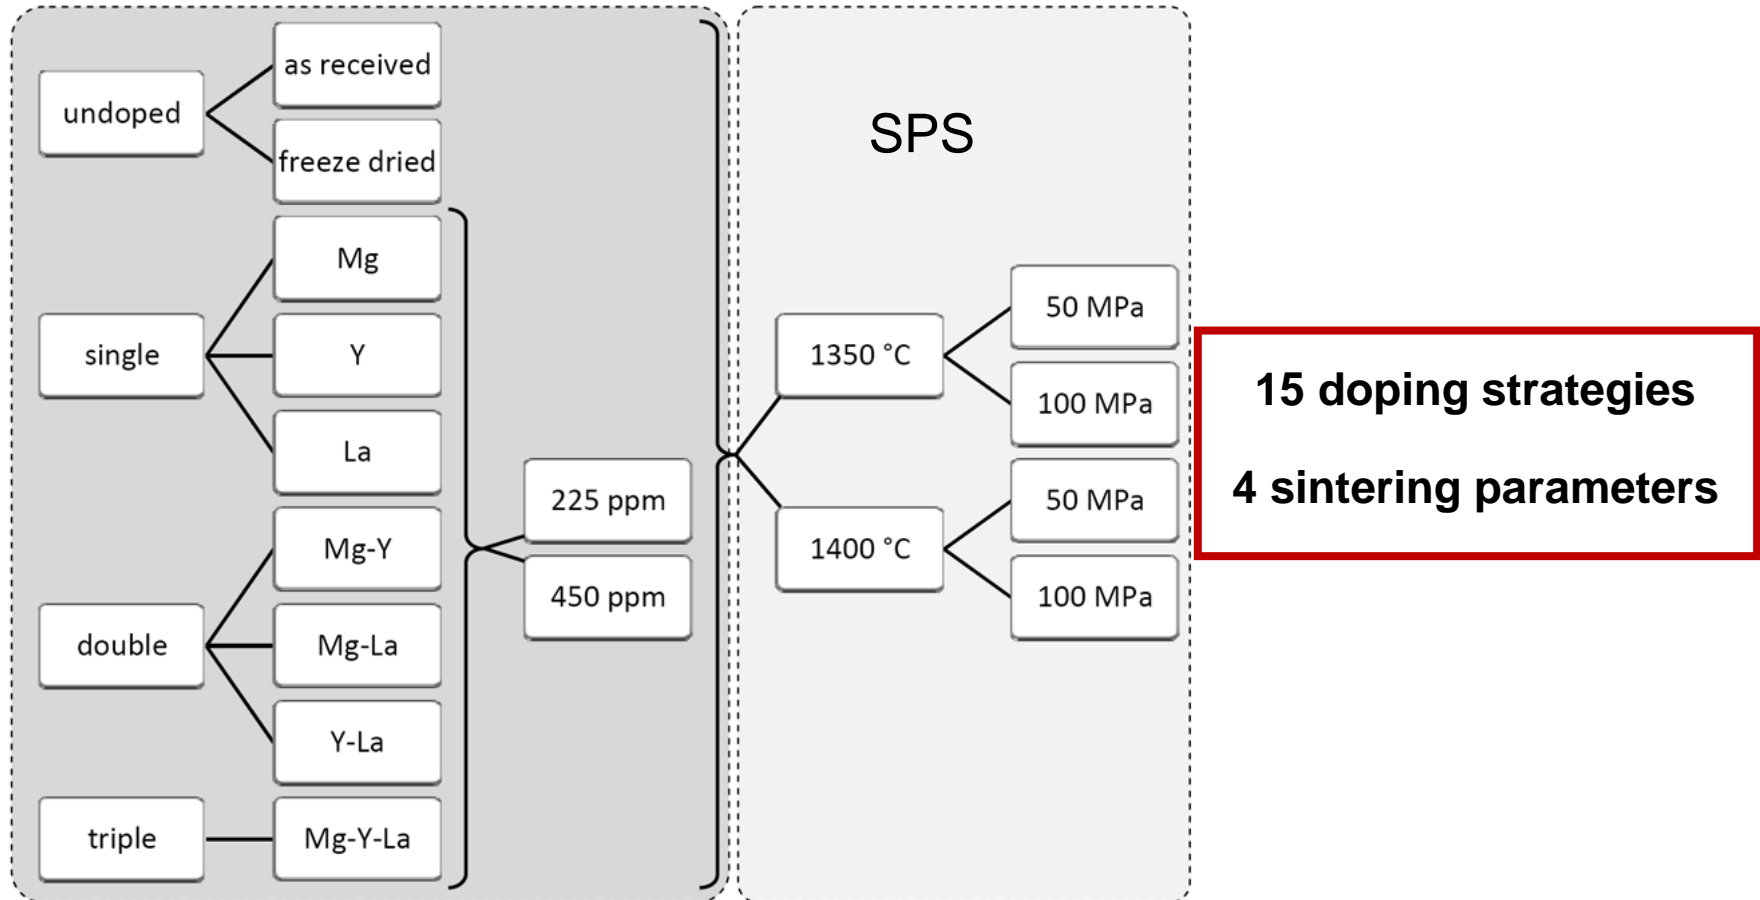 undoped
as received
freeze dried
single
Mg
Y
La
double
Mg-Y
Mg-La
Y-La
triple
Mg-Y-La
225 ppm
450 ppm
SPS
1350 °C
50 MPa
100 MPa
1400 °C
50 MPa
100 MPa
15 doping strategies
4 sintering parameters